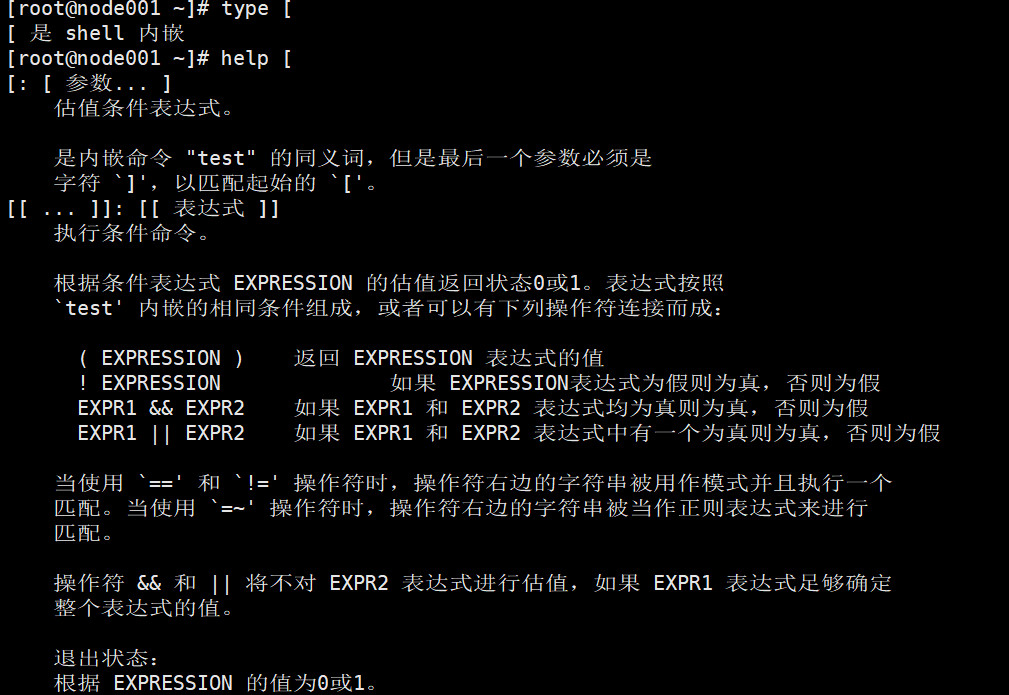 [root@node001 ~]# type [
[ 是 shell 内嵌
[root@node001 ~]# help [
[: [ 参数... ]
估值条件表达式。
是内嵌命令 "test" 的同义词，但是最后一个参数必须是
字符 `]'，以匹配起始的 `['。
[[ ... ]]: [[ 表达式 ]]
执行条件命令。
根据条件表达式 EXPRESSION 的估值返回状态0或1。表达式按照
`test' 内嵌的相同条件组成，或者可以有下列操作符连接而成：
( EXPRESSION )    返回 EXPRESSION 表达式的值
! EXPRESSION              如果 EXPRESSION表达式为假则为真，否则为假
EXPR1 && EXPR2    如果 EXPR1 和 EXPR2 表达式均为真则为真，否则为假
EXPR1 || EXPR2    如果 EXPR1 和 EXPR2 表达式中有一个为真则为真，否则为假
当使用 `==' 和 `!=' 操作符时，操作符右边的字符串被用作模式并且执行一个
匹配。当使用 `=~' 操作符时，操作符右边的字符串被当作正则表达式来进行
匹配。
操作符 && 和 || 将不对 EXPR2 表达式进行估值，如果 EXPR1 表达式足够确定
整个表达式的值。
退出状态：
根据 EXPRESSION 的值为0或1。